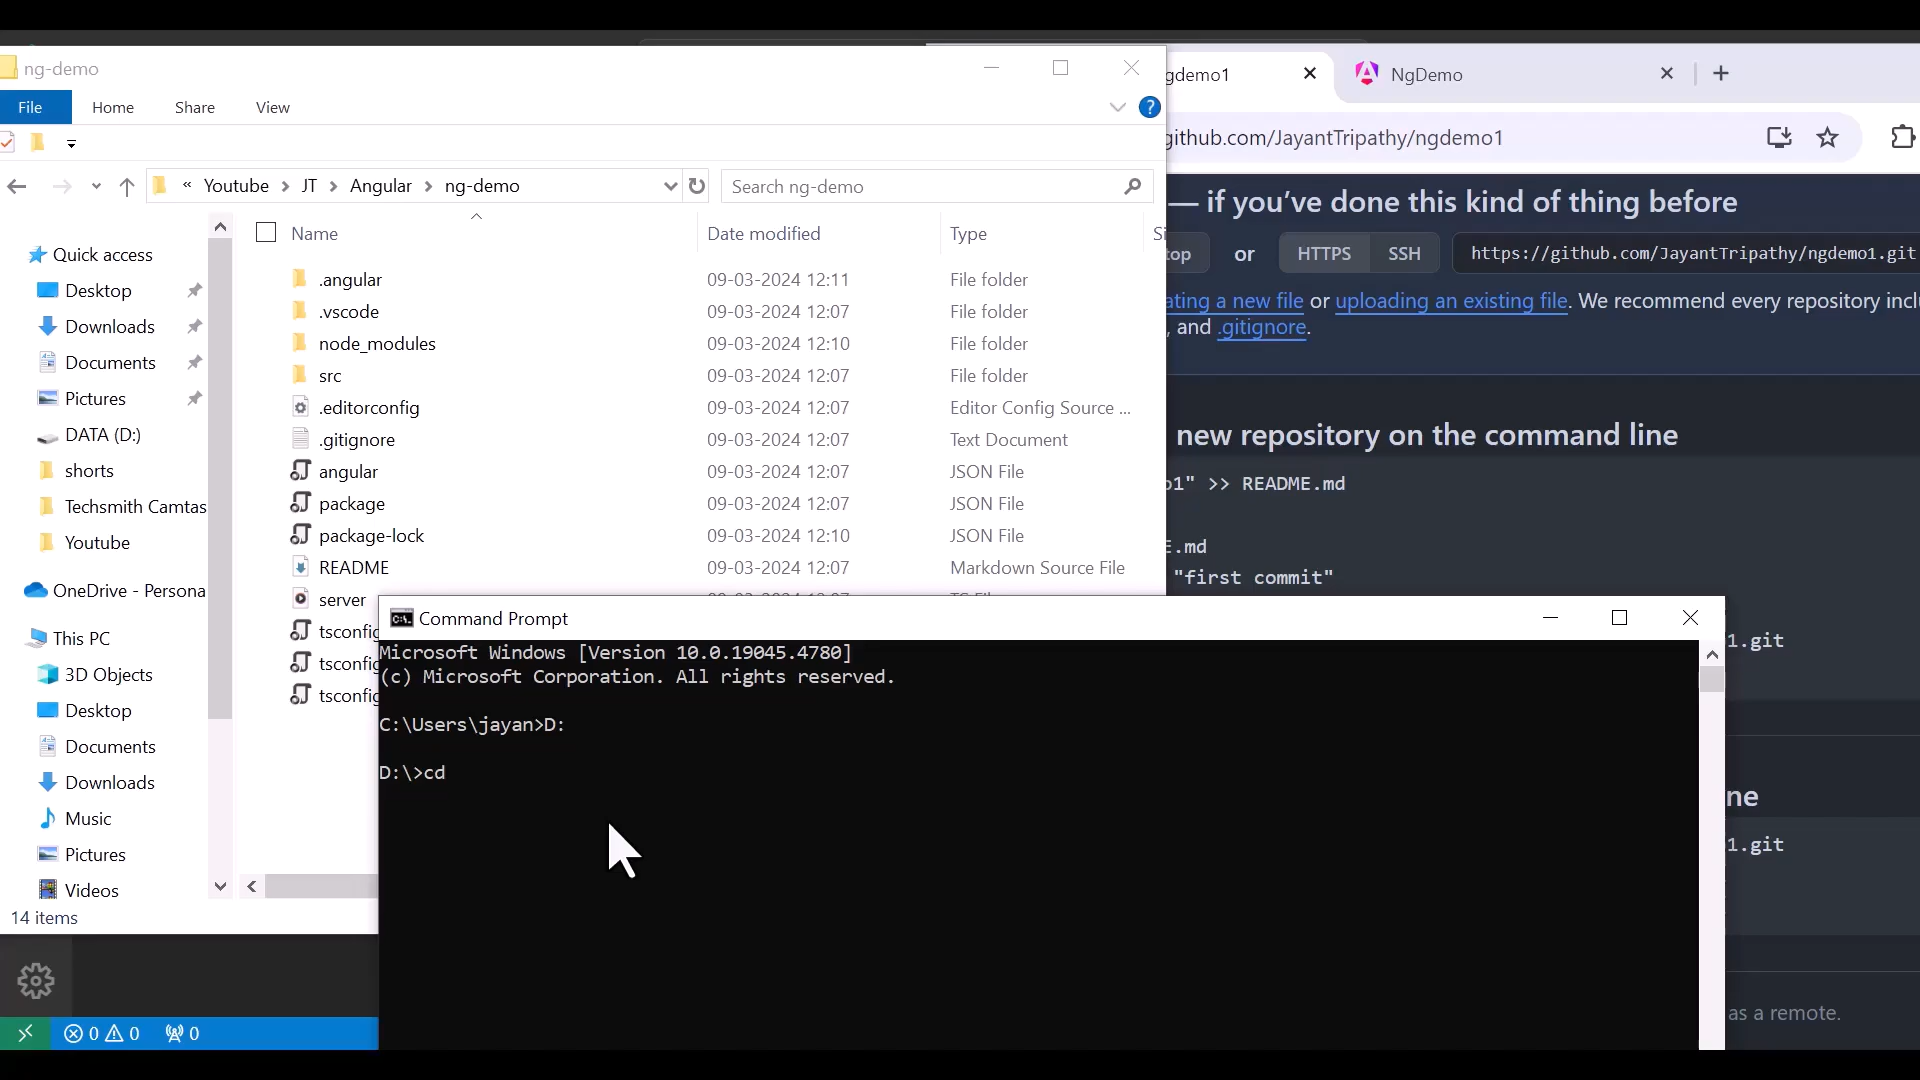 ng-demo
File Home Share View
« Youtube > JT > Angular > ng-demo
Search ng-demo
Name Date modified Type
.angular 09-03-2024 12:11 File folder
.vscode 09-03-2024 12:07 File folder
node_modules 09-03-2024 12:10 File folder
src 09-03-2024 12:07 File folder
.editorconfig 09-03-2024 12:07 Editor Config Source ...
.gitignore 09-03-2024 12:07 Text Document
angular 09-03-2024 12:07 JSON File
package 09-03-2024 12:07 JSON File
package-lock 09-03-2024 12:10 JSON File
README 09-03-2024 12:07 Markdown Source File
server
tsconfig
tsconfig
tsconfig
Quick access
Desktop
Downloads
Documents
Pictures
DATA (D:)
shorts
Techsmith Camtas
Youtube
OneDrive - Persona
This PC
3D Objects
Desktop
Documents
Downloads
Music
Pictures
Videos
14 items
0 0 0
gdemo1
NgDemo
github.com/JayantTripathy/ngdemo1
— if you've done this kind of thing before
top or HTTPS SSH https://github.com/JayantTripathy/ngdemo1.git
ating a new file or uploading an existing file. We recommend every repository incl
, and .gitignore.
new repository on the command line
o1" >> README.md
E.md
"first commit"
1.git
ne
1.git
as a remote.
Command Prompt
Microsoft Windows [Version 10.0.19045.4780]
(c) Microsoft Corporation. All rights reserved.
C:\Users\jayan>D:
D:\>cd